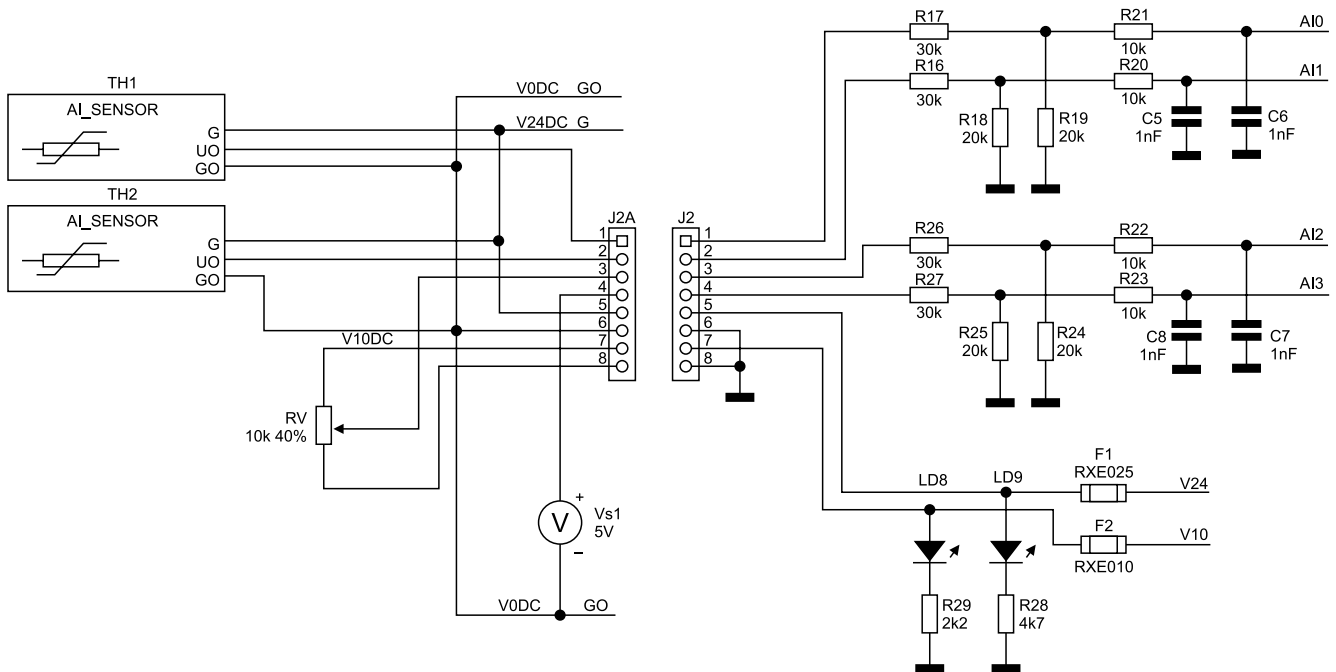 TH1
AI_SENSOR
G
UO
GO
TH2
AI_SENSOR
G
UO
GO
V0DC GO
V24DC G
V10DC
RV
10k 40%
Vs1
5V
V
+
–
V0DC GO
J2A
1
2
3
4
5
6
7
8
J2
1
2
3
4
5
6
7
8
R17
30k
R16
30k
R21
10k
R20
10k
AI0
AI1
R18
20k
R19
20k
C5
1nF
C6
1nF
R26
30k
R27
30k
R22
10k
R23
10k
AI2
AI3
R25
20k
R24
20k
C8
1nF
C7
1nF
LD8
LD9
F1
RXE025
V24
F2
RXE010
V10
R29
2k2
R28
4k7